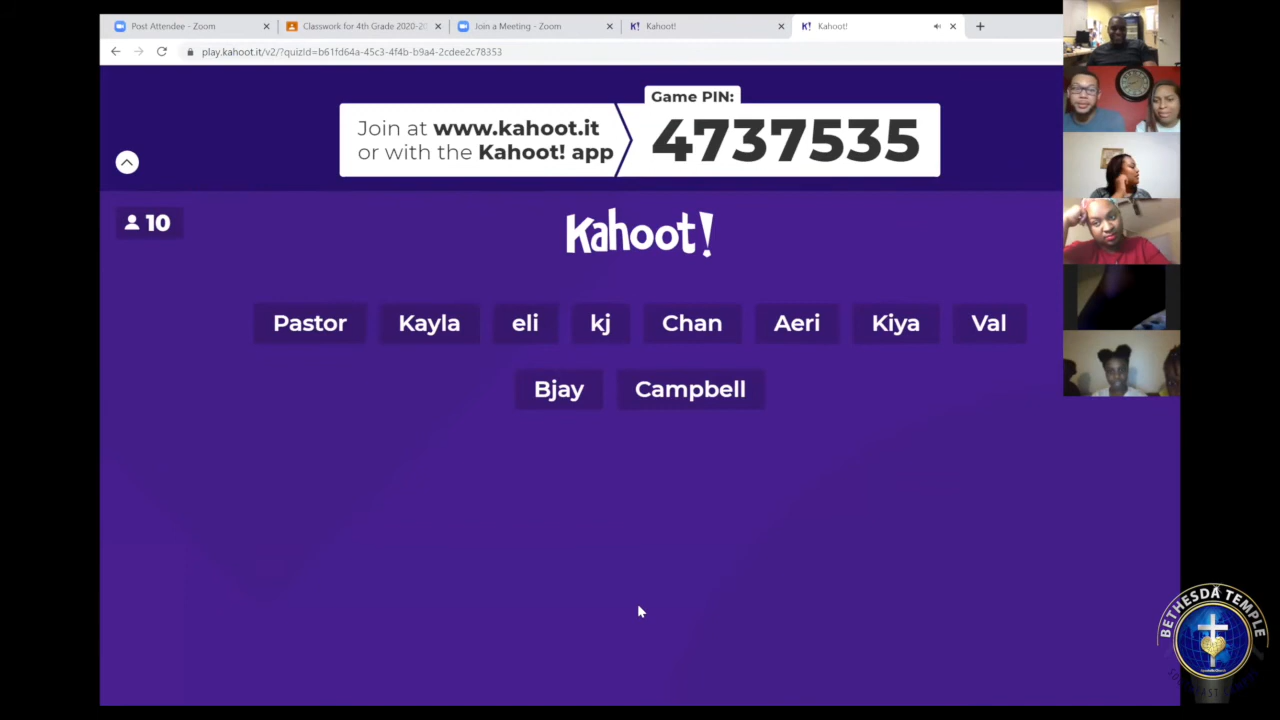 Post Attendee - Zoom
Classwork for 4th Grade 2020-20
Join a Meeting - Zoom
Kahoot!
Kahoot!
play.kahoot.it/v2/?quizId=b61fd64a-45c3-4f4b-b9a4-2cdee2c78353
Game PIN:
Join at www.kahoot.it
or with the Kahoot! app
4737535
10
Kahoot!
Pastor Kayla eli kj Chan Aeri Kiya Val
Bjay Campbell
BETHESDA TEMPLE